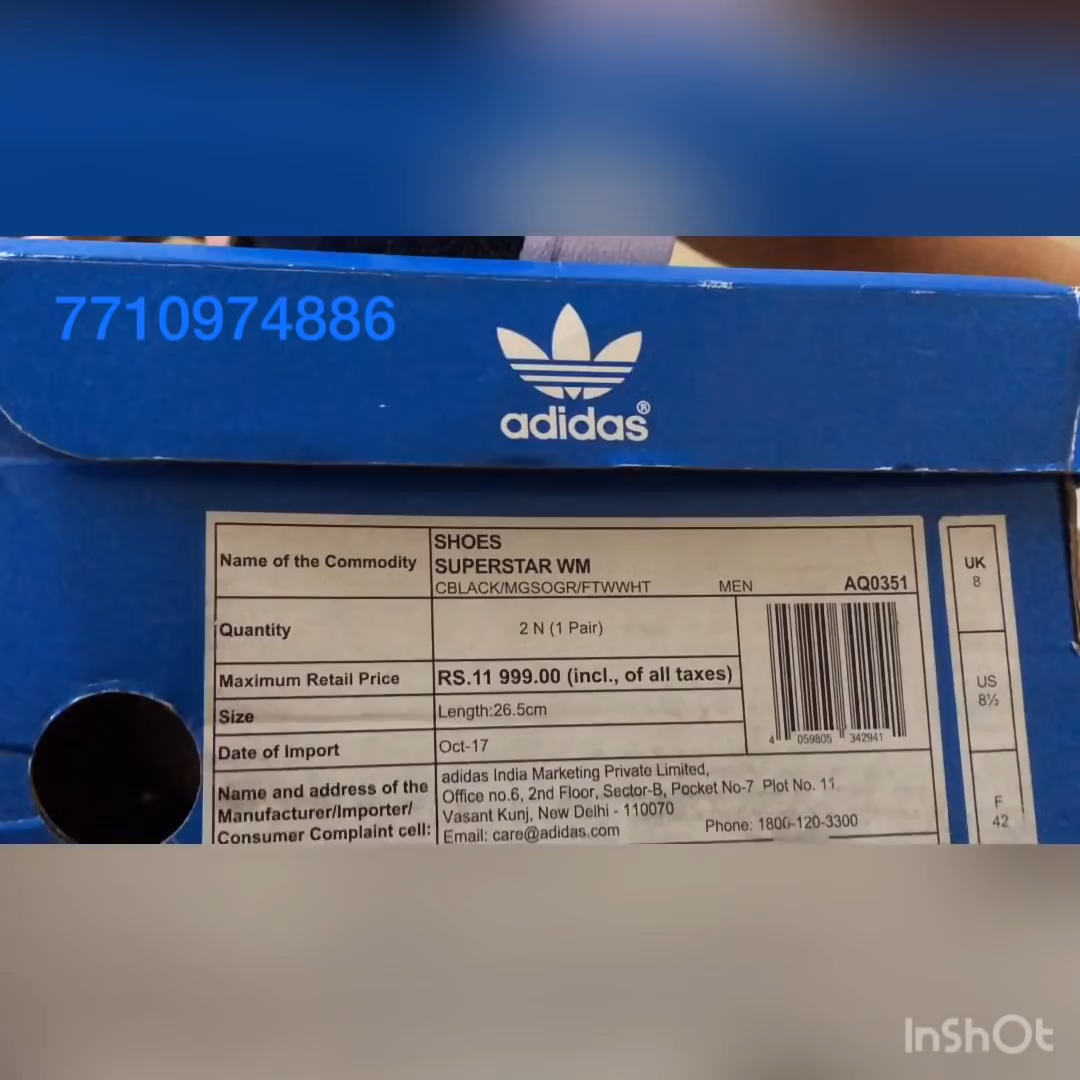 7710974886
adidas®
Name of the Commodity
SHOES
SUPERSTAR WM
CBLACK/MGSOGR/FTWWHT MEN AQ0351
Quantity 2 N (1 Pair)
Maximum Retail Price RS.11 999.00 (incl., of all taxes)
Size Length:26.5cm
Date of Import Oct-17
4 059805 342941
Name and address of the
Manufacturer/Importer/
Consumer Complaint cell:
adidas India Marketing Private Limited,
Office no.6, 2nd Floor, Sector-B, Pocket No-7 Plot No. 11
Vasant Kunj, New Delhi - 110070
Email: care@adidas.com Phone: 1800-120-3300
UK
8
US
8½
F
42
InShOt